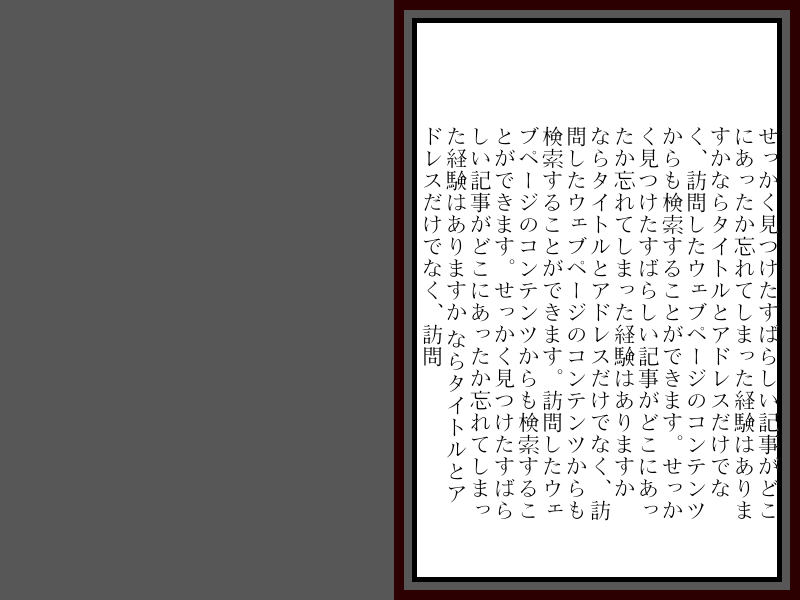 せっかく見つけたすばらしい記事がどこ
にあったか忘れてしまった経験はありま
すかならタイトルとアドレスだけでな
く、訪問したウェブページのコンテンツ
からも検索することができます。せっか
く見つけたすばらしい記事がどこにあっ
たか忘れてしまった経験はありますか
ならタイトルとアドレスだけでなく、訪
問したウェブページのコンテンツからも
検索することができます。訪問したウェ
ブページのコンテンツからも検索するこ
とができます。せっかく見つけたすばら
しい記事がどこにあったか忘れてしまっ
た経験はありますか ならタイトルとア
ドレスだけでなく、訪問